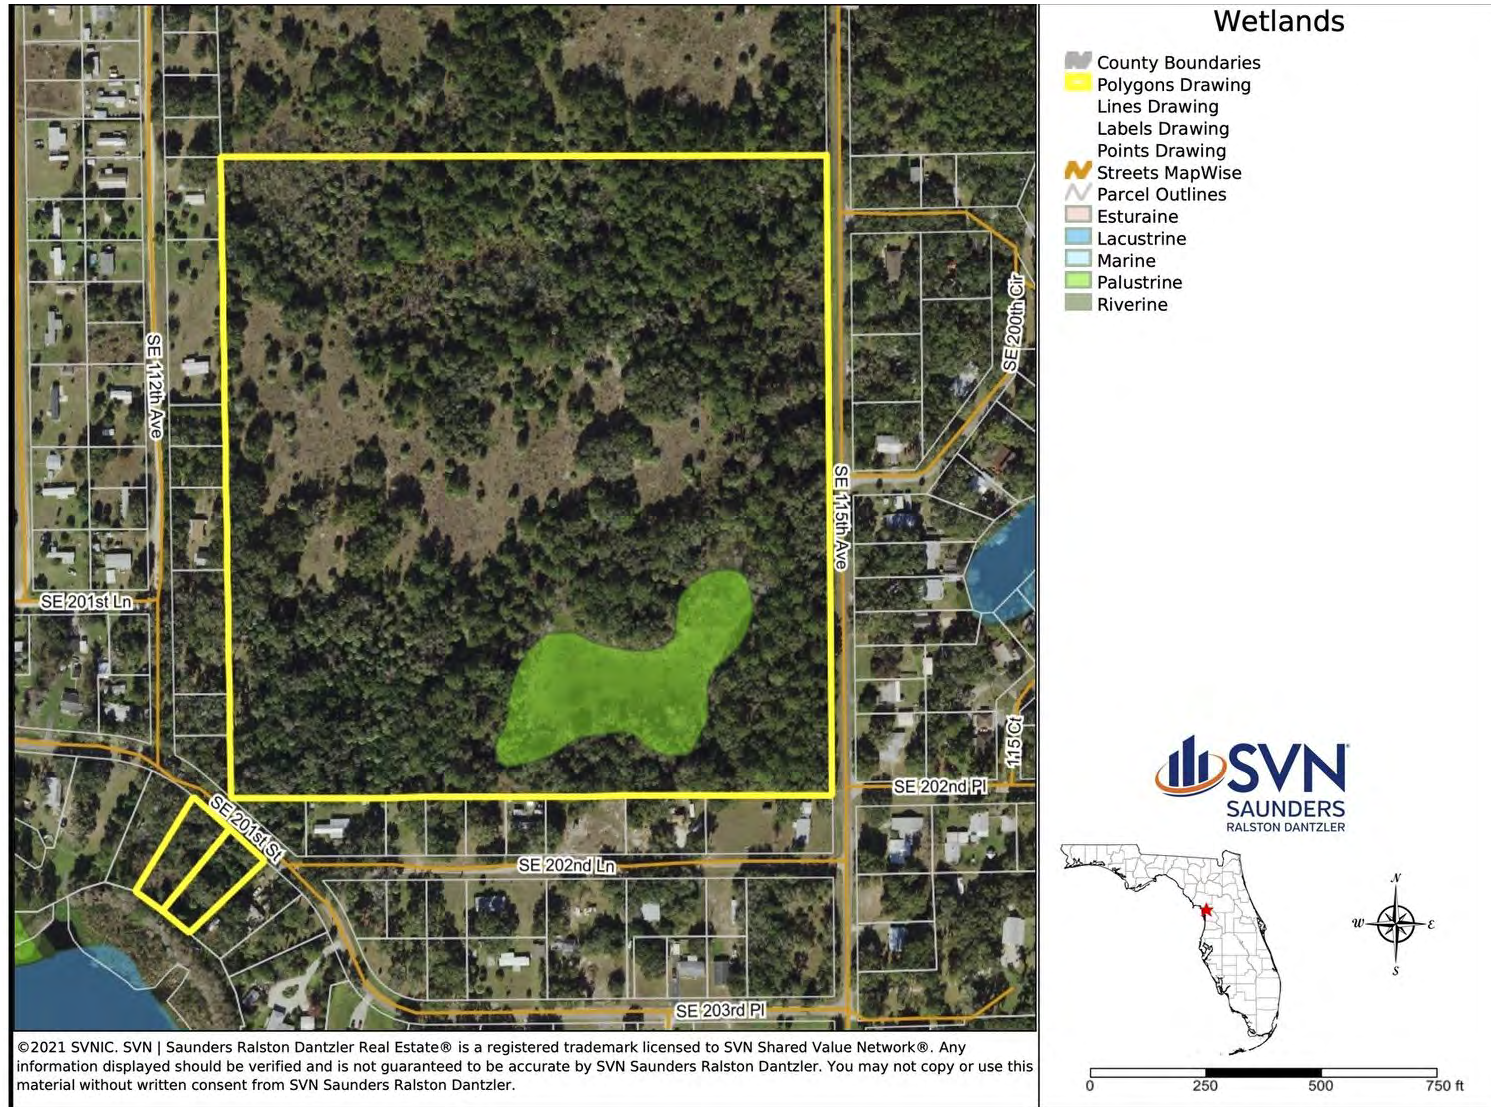 Wetlands
County Boundaries
Polygons Drawing
Lines Drawing
Labels Drawing
Points Drawing
Streets MapWise
Parcel Outlines
Esturaine
Lacustrine
Marine
Palustrine
Riverine
SE 112th Ave
SE 200th Cir
SE 115th Ave
SE 201st Ln
115 Ct
SE 202nd Pl
SE 201st St
SE 202nd Ln
SE 203rd Pl
SVN®
SAUNDERS
RALSTON DANTZLER
N
W E
S
0 250 500 750 ft
©2021 SVNIC. SVN | Saunders Ralston Dantzler Real Estate® is a registered trademark licensed to SVN Shared Value Network®. Any
information displayed should be verified and is not guaranteed to be accurate by SVN Saunders Ralston Dantzler. You may not copy or use this
material without written consent from SVN Saunders Ralston Dantzler.